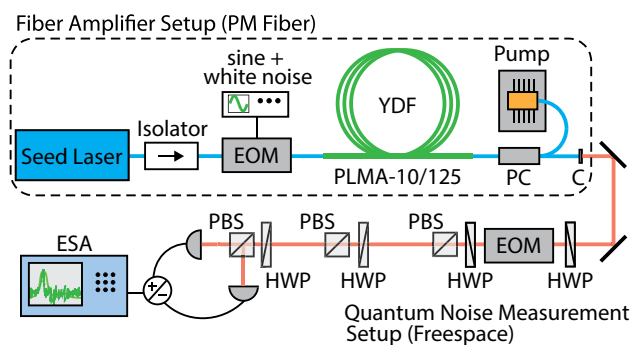 Fiber Amplifier Setup (PM Fiber)
sine +
white noise
Pump
YDF
Isolator
Seed Laser
EOM
PLMA-10/125
PC
C
PBS
PBS
PBS
ESA
EOM
HWP
HWP
HWP
HWP
+
−
Quantum Noise Measurement
Setup (Freespace)